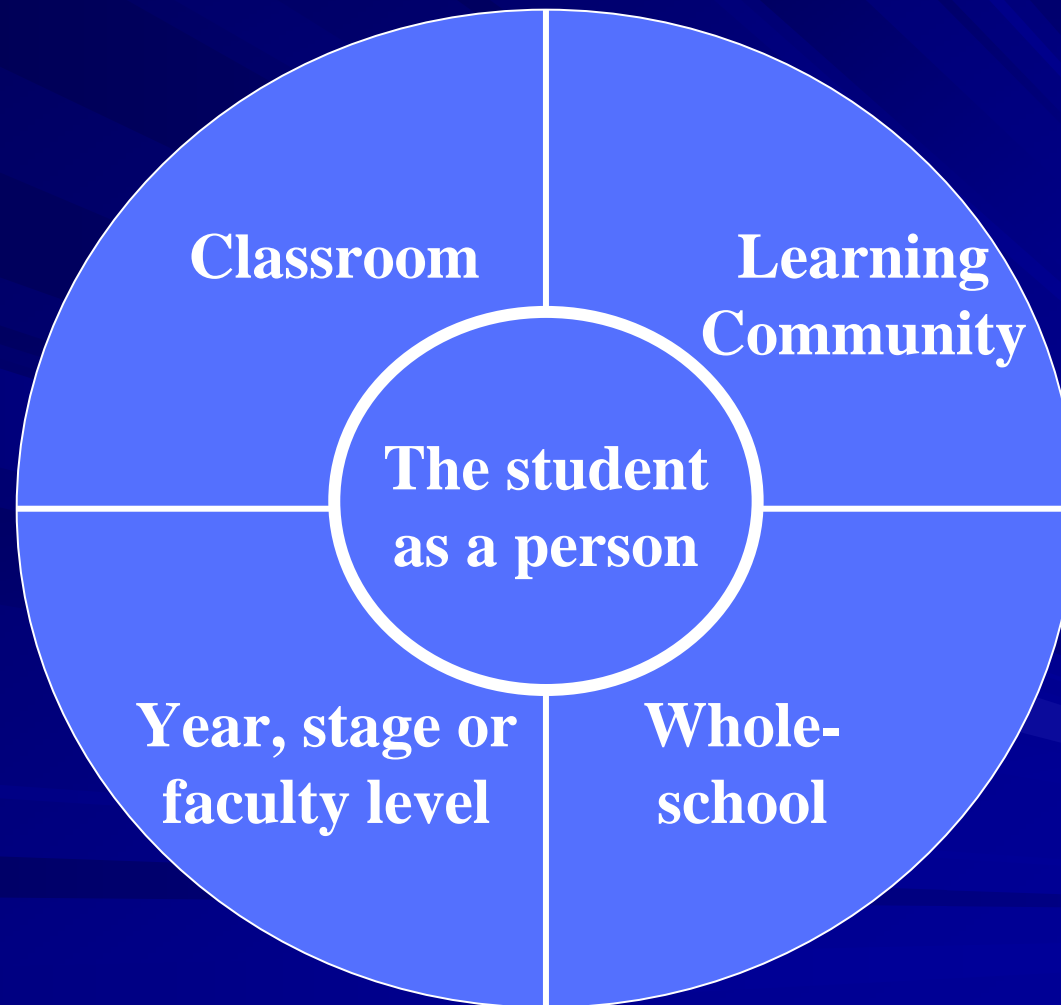 Classroom
Learning
Community
The student
as a person
Year, stage or
faculty level
Whole-
school